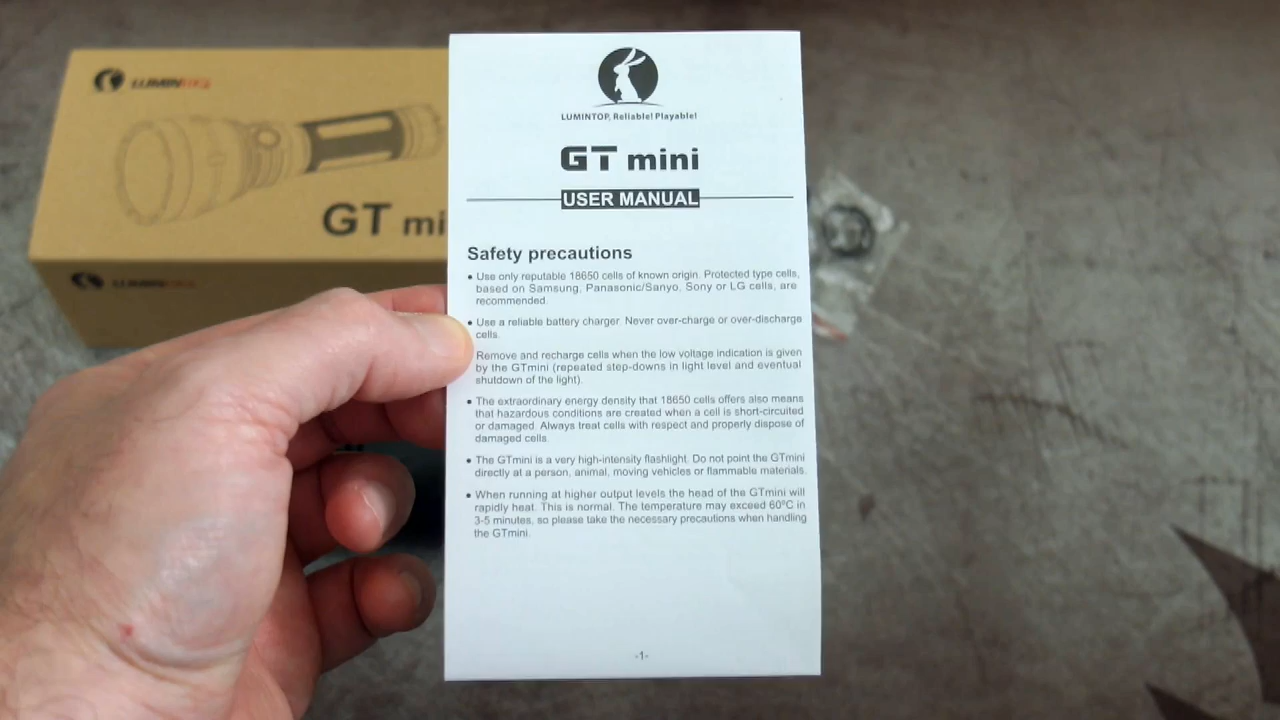 LUMINTOP
GT mi
LUMINTOP
LUMINTOP, Reliable! Playable!
GT mini
USER MANUAL
Safety precautions
• Use only reputable 18650 cells of known origin. Protected type cells,
based on Samsung, Panasonic/Sanyo, Sony or LG cells, are
recommended.
• Use a reliable battery charger. Never over-charge or over-discharge
cells.
Remove and recharge cells when the low voltage indication is given
by the GTmini (repeated step-downs in light level and eventual
shutdown of the light).
• The extraordinary energy density that 18650 cells offers also means
that hazardous conditions are created when a cell is short-circuited
or damaged. Always treat cells with respect and properly dispose of
damaged cells.
• The GTmini is a very high-intensity flashlight. Do not point the GTmini
directly at a person, animal, moving vehicles or flammable materials.
• When running at higher output levels the head of the GTmini will
rapidly heat. This is normal. The temperature may exceed 60°C in
3-5 minutes, so please take the necessary precautions when handling
the GTmini.
-1-